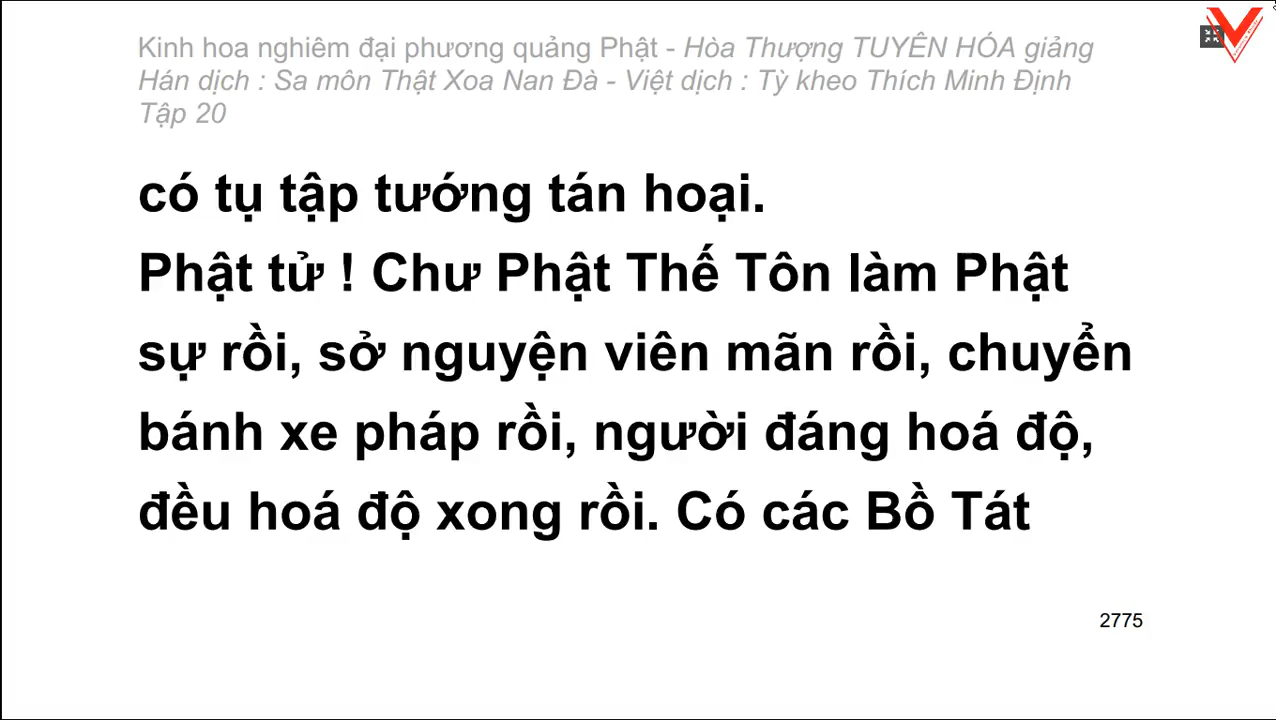 Kinh hoa nghiêm đại phương quảng Phật - Hòa Thượng TUYÊN HÓA giảng
Hán dịch : Sa môn Thật Xoa Nan Đà - Việt dịch : Tỳ kheo Thích Minh Định
Tập 20
có tụ tập tướng tán hoại.
Phật tử ! Chư Phật Thế Tôn làm Phật
sự rồi, sở nguyện viên mãn rồi, chuyển
bánh xe pháp rồi, người đáng hoá độ,
đều hoá độ xong rồi. Có các Bồ Tát
2775